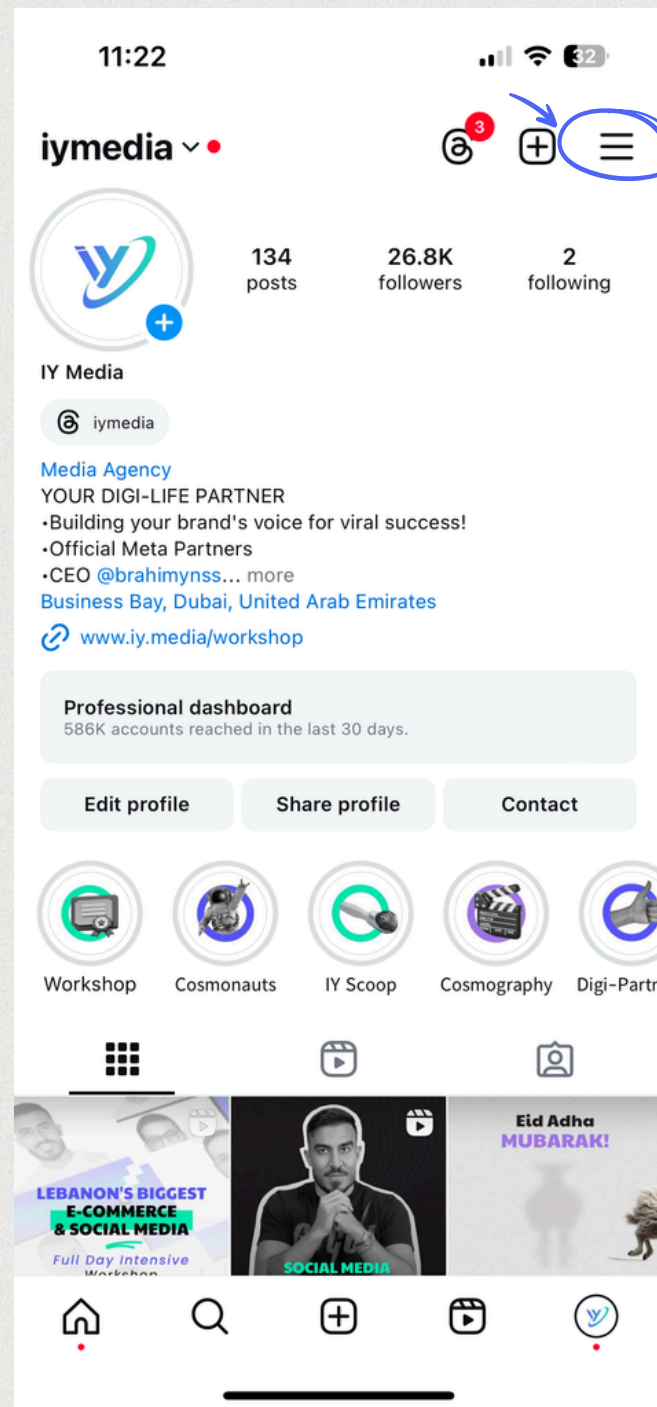 11:22
32
iymedia
3
134
posts
26.8K
followers
2
following
IY Media
iymedia
Media Agency
YOUR DIGI-LIFE PARTNER
•Building your brand's voice for viral success!
•Official Meta Partners
•CEO @brahimynss... more
Business Bay, Dubai, United Arab Emirates
www.iy.media/workshop
Professional dashboard
586K accounts reached in the last 30 days.
Edit profile
Share profile
Contact
Workshop
Cosmonauts
IY Scoop
Cosmography
Digi-Partn
LEBANON'S BIGGEST
E-COMMERCE
& SOCIAL MEDIA
Full Day Intensive
Workshop
SOCIAL MEDIA
Eid Adha
MUBARAK!